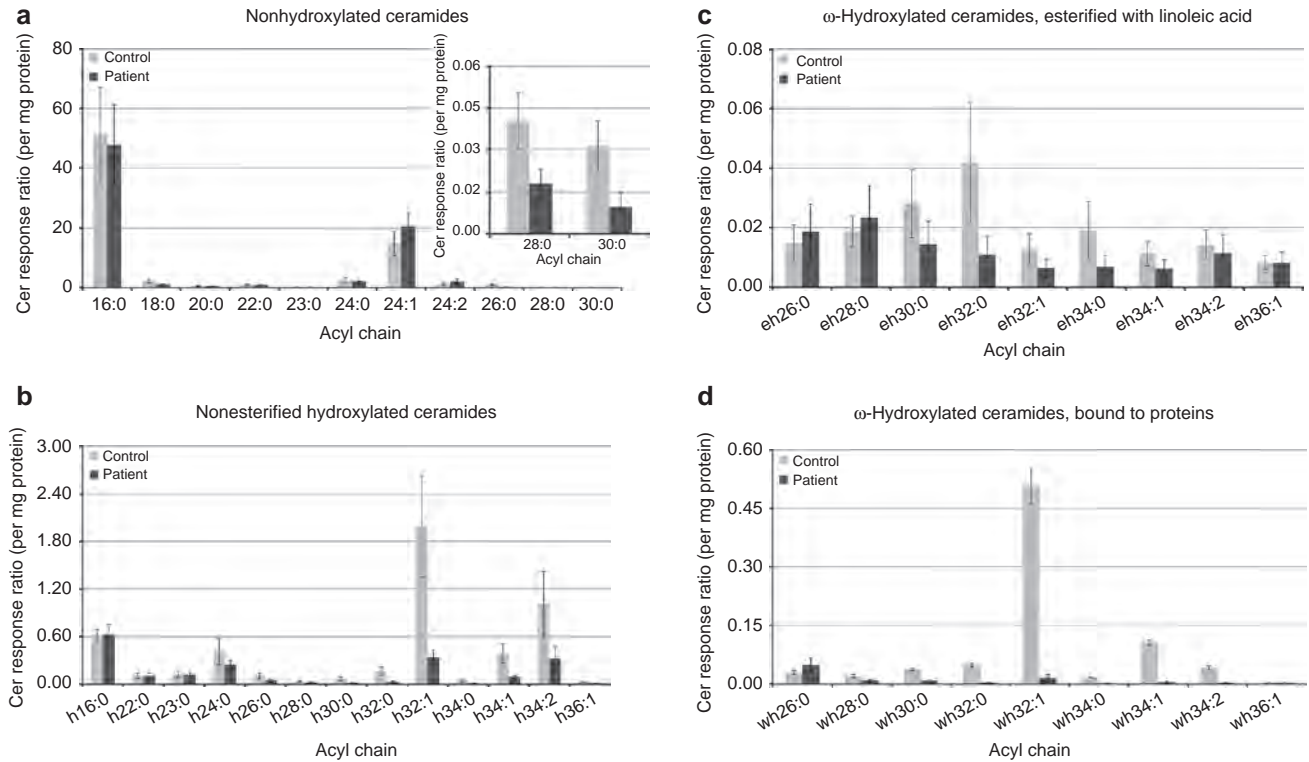 a
Nonhydroxylated ceramides
Cer response ratio (per mg protein)
80
60
40
20
0
Control
Patient
16:0 18:0 20:0 22:0 23:0 24:0 24:1 24:2 26:0 28:0 30:0
Acyl chain
Cer response ratio (per mg protein)
0.06
0.05
0.03
0.02
0.00
28:0 30:0
Acyl chain
b
Nonesterified hydroxylated ceramides
Cer response ratio (per mg protein)
3.00
2.40
1.80
1.20
0.60
0.00
Control
Patient
h16:0 h22:0 h23:0 h24:0 h26:0 h28:0 h30:0 h32:0 h32:1 h34:0 h34:1 h34:2 h36:1
Acyl chain
c
ω-Hydroxylated ceramides, esterified with linoleic acid
Cer response ratio (per mg protein)
0.08
0.06
0.04
0.02
0.00
Control
Patient
eh26:0 eh28:0 eh30:0 eh32:0 eh32:1 eh34:0 eh34:1 eh34:2 eh36:1
Acyl chain
d
ω-Hydroxylated ceramides, bound to proteins
Cer response ratio (per mg protein)
0.60
0.45
0.30
0.15
0.00
Control
Patient
wh26:0 wh28:0 wh30:0 wh32:0 wh32:1 wh34:0 wh34:1 wh34:2 wh36:1
Acyl chain